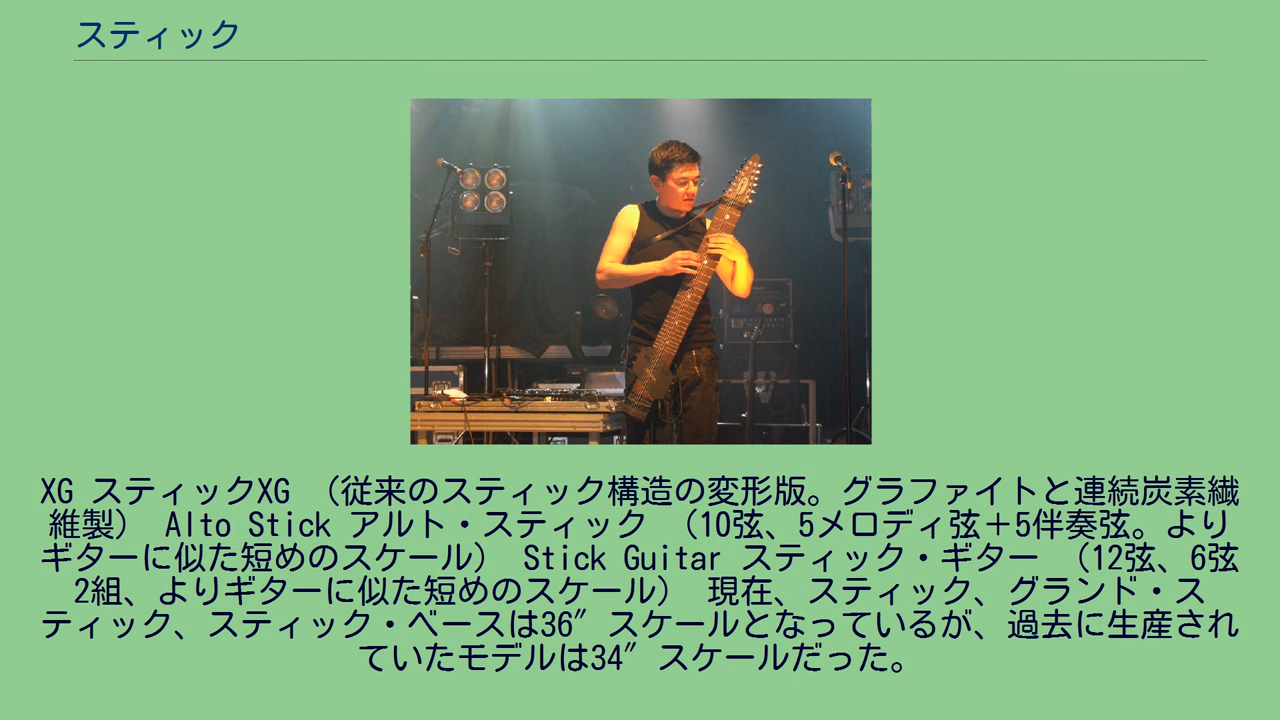 スティック
XG スティックXG （従来のスティック構造の変形版。グラファイトと連続炭素繊
維製） Alto Stick アルト・スティック （10弦、5メロディ弦＋5伴奏弦。より
ギターに似た短めのスケール） Stick Guitar スティック・ギター （12弦、6弦
2組、よりギターに似た短めのスケール） 現在、スティック、グランド・ス
ティック、スティック・ベースは36″スケールとなっているが、過去に生産され
ていたモデルは34″スケールだった。